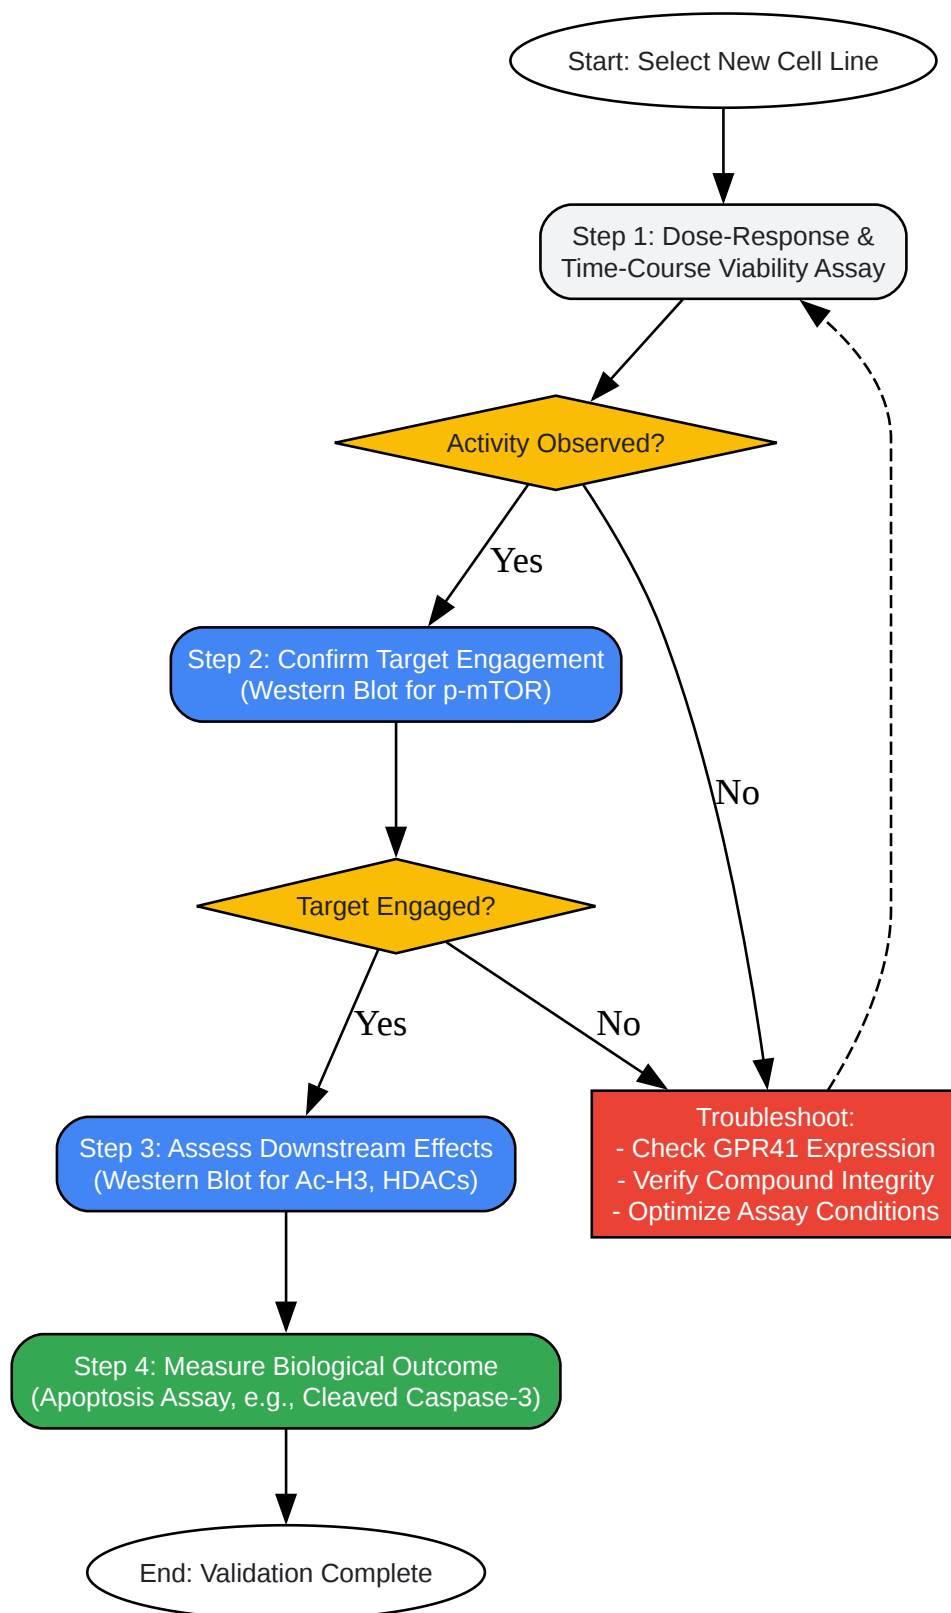 Start: Select New Cell Line
Step 1: Dose-Response &
Time-Course Viability Assay
Activity Observed?
Yes
Step 2: Confirm Target Engagement
(Western Blot for p-mTOR)
No
Target Engaged?
Yes
No
Step 3: Assess Downstream Effects
(Western Blot for Ac-H3, HDACs)
Troubleshoot:
- Check GPR41 Expression
- Verify Compound Integrity
- Optimize Assay Conditions
Step 4: Measure Biological Outcome
(Apoptosis Assay, e.g., Cleaved Caspase-3)
End: Validation Complete